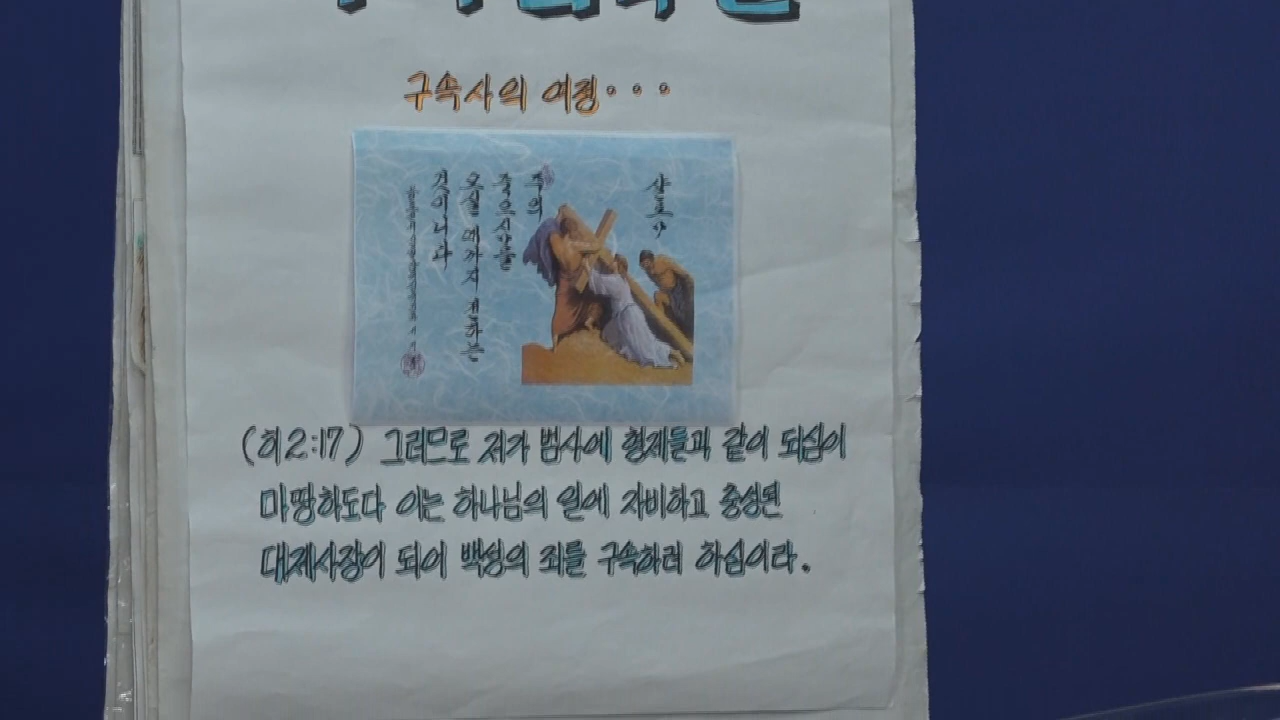 구속사의 여정...
샬롬
주의
죽으심을
오실 때까지 전하는
것이니라
(히2:17) 그러므로 저가 범사에 형제들과 같이 되심이
마땅하도다 이는 하나님의 일에 자비하고 충성된
대제사장이 되어 백성의 죄를 구속하려 하심이라.